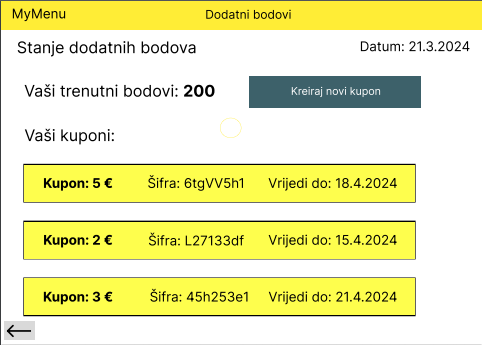 MyMenu Dodatni bodovi
Stanje dodatnih bodova Datum: 21.3.2024
Vaši trenutni bodovi: 200 Kreiraj novi kupon
Vaši kuponi:
Kupon: 5 € Šifra: 6tgVV5h1 Vrijedi do: 18.4.2024
Kupon: 2 € Šifra: L27133df Vrijedi do: 15.4.2024
Kupon: 3 € Šifra: 45h253e1 Vrijedi do: 21.4.2024